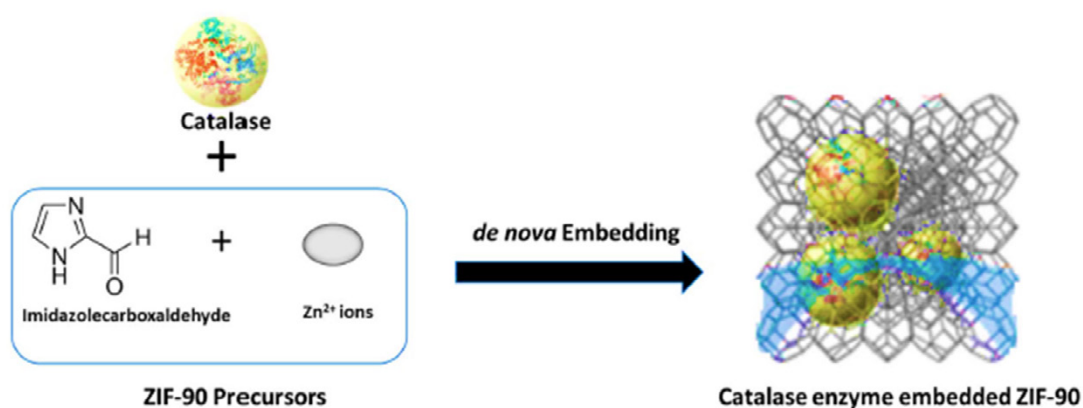 Catalase
+
N
N
H
H
O
+
Imidazolecarboxaldehyde
Zn²⁺ ions
ZIF-90 Precursors
de nova Embedding
Catalase enzyme embedded ZIF-90